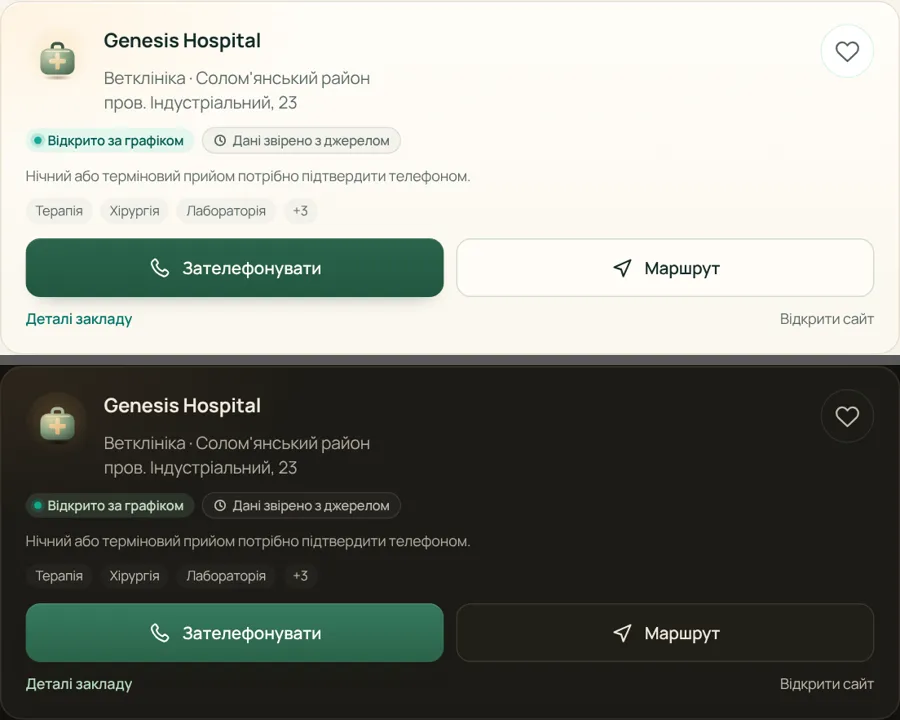 Genesis Hospital
Ветклініка · Солом'янський район
пров. Індустріальний, 23
Відкрито за графіком
Дані звірено з джерелом
Нічний або терміновий прийом потрібно підтвердити телефоном.
Терапія Хірургія Лабораторія +3
Зателефонувати
Маршрут
Деталі закладу
Відкрити сайт
Genesis Hospital
Ветклініка · Солом'янський район
пров. Індустріальний, 23
Відкрито за графіком
Дані звірено з джерелом
Нічний або терміновий прийом потрібно підтвердити телефоном.
Терапія Хірургія Лабораторія +3
Зателефонувати
Маршрут
Деталі закладу
Відкрити сайт